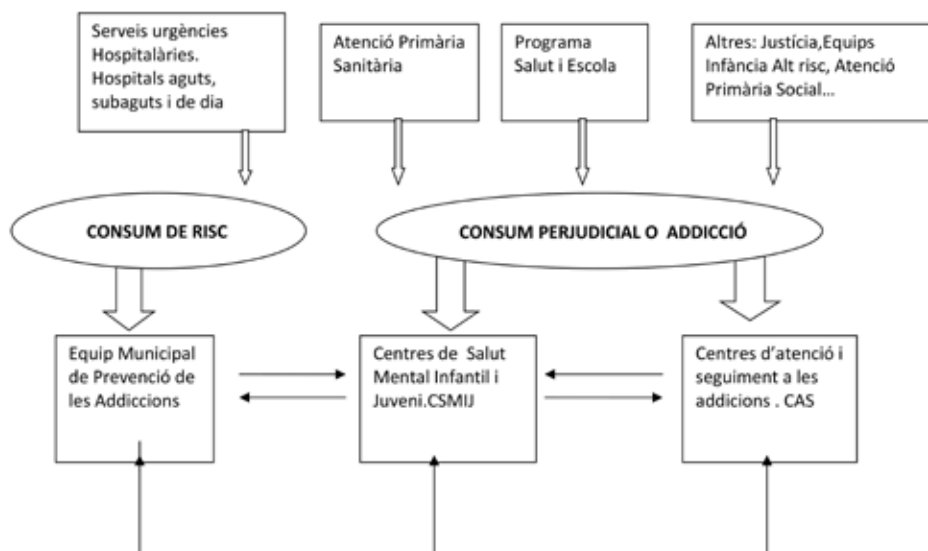 Serveis urgències
Hospitalàries.
Hospitals aguts,
subaguts i de dia
Atenció Primària
Sanitària
Programa
Salut i Escola
Altres: Justícia,Equips
Infància Alt risc, Atenció
Primària Social...
CONSUM DE RISC
CONSUM PERJUDICIAL O ADDICCIÓ
Equip Municipal
de Prevenció de
les Addiccions
Centres de Salut
Mental Infantil i
Juveni.CSMIJ
Centres d'atenció i
seguiment a les
addicions . CAS